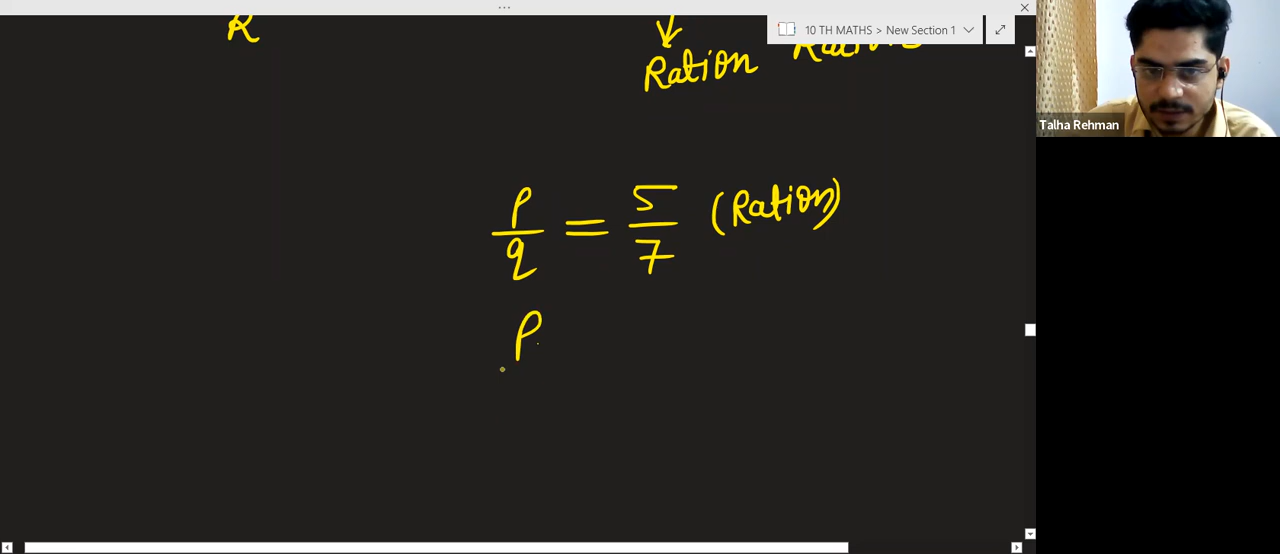 10 TH MATHS > New Section 1
R
Ration
Talha Rehman
p/q = 5/7 (Ration)
P